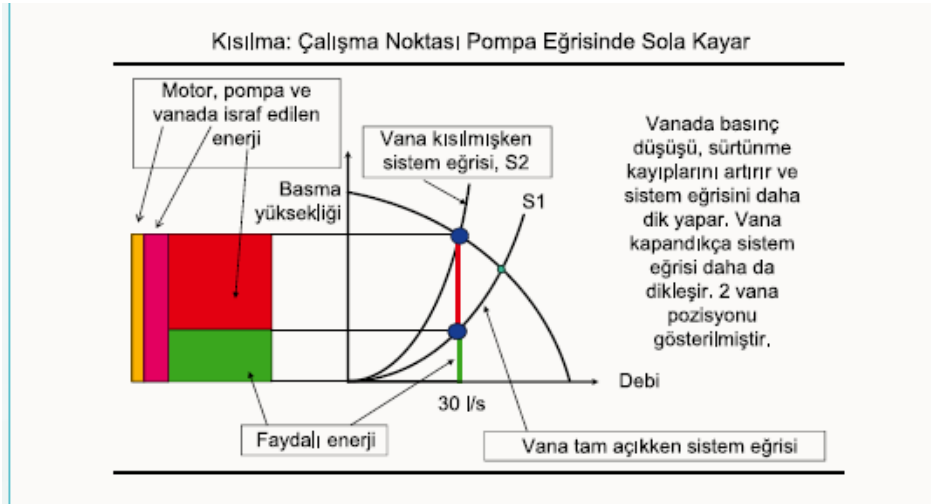 Kısılma: Çalışma Noktası Pompa Eğrisinde Sola Kayar
Motor, pompa ve
vanada israf edilen
enerji
Vana kısılmışken
sistem eğrisi, S2
Basma
yüksekliği
S1
Vanada basınç
düşüşü, sürtünme
kayıplarını artırır ve
sistem eğrisini daha
dik yapar. Vana
kapandıkça sistem
eğrisi daha da
dikleşir. 2 vana
pozisyonu
gösterilmiştir.
Debi
30 l/s
Faydalı enerji
Vana tam açıkken sistem eğrisi